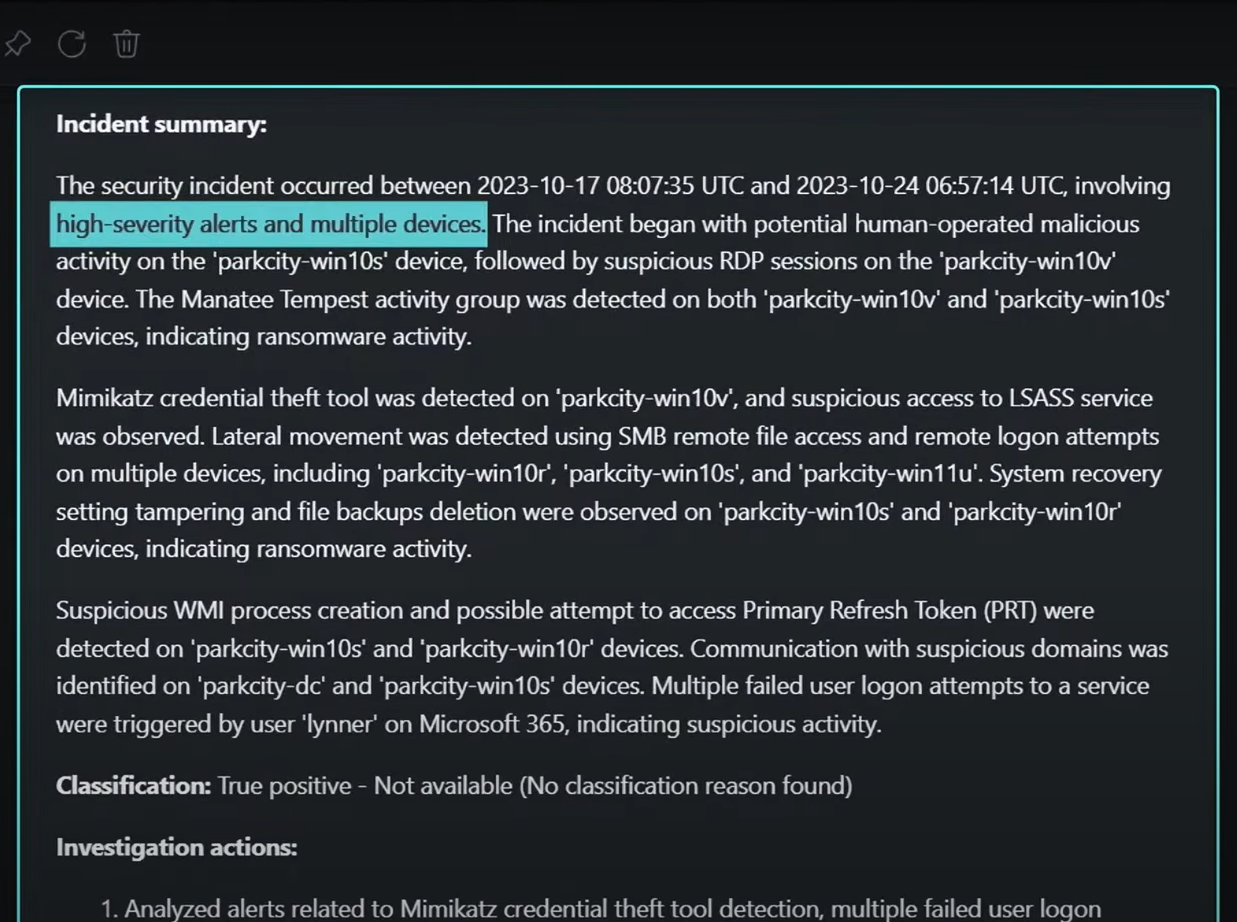 Incident summary:
The security incident occurred between 2023-10-17 08:07:35 UTC and 2023-10-24 06:57:14 UTC, involving
high-severity alerts and multiple devices. The incident began with potential human-operated malicious
activity on the 'parkcity-win10s' device, followed by suspicious RDP sessions on the 'parkcity-win10v'
device. The Manatee Tempest activity group was detected on both 'parkcity-win10v' and 'parkcity-win10s'
devices, indicating ransomware activity.
Mimikatz credential theft tool was detected on 'parkcity-win10v', and suspicious access to LSASS service
was observed. Lateral movement was detected using SMB remote file access and remote logon attempts
on multiple devices, including 'parkcity-win10r', 'parkcity-win10s', and 'parkcity-win11u'. System recovery
setting tampering and file backups deletion were observed on 'parkcity-win10s' and 'parkcity-win10r'
devices, indicating ransomware activity.
Suspicious WMI process creation and possible attempt to access Primary Refresh Token (PRT) were
detected on 'parkcity-win10s' and 'parkcity-win10r' devices. Communication with suspicious domains was
identified on 'parkcity-dc' and 'parkcity-win10s' devices. Multiple failed user logon attempts to a service
were triggered by user 'lynner' on Microsoft 365, indicating suspicious activity.
Classification: True positive - Not available (No classification reason found)
Investigation actions:
1. Analyzed alerts related to Mimikatz credential theft tool detection, multiple failed user logon